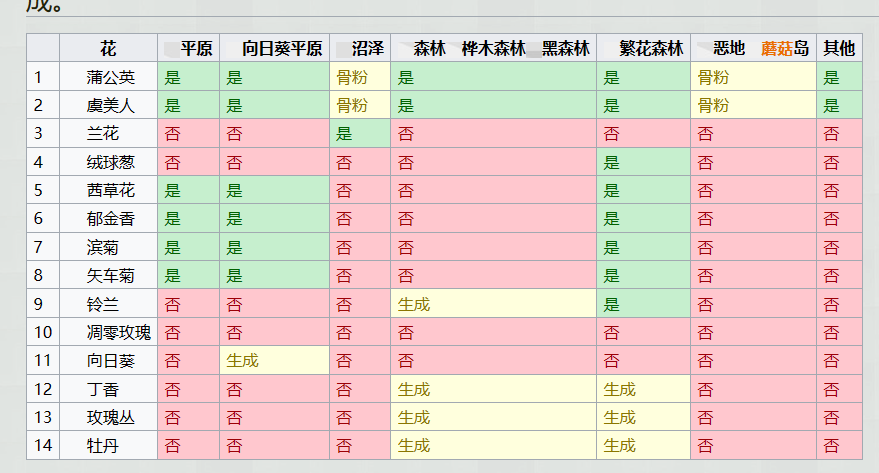 成。
花 平原 向日葵平原 沼泽 森林 桦木森林 黑森林 繁花森林 恶地 蘑菇岛 其他
1 蒲公英 是 是 骨粉 是 是 骨粉 是
2 虞美人 是 是 骨粉 是 是 骨粉 是
3 兰花 否 否 是 否 否 否 否
4 绒球葱 否 否 否 否 是 否 否
5 茜草花 是 是 否 否 是 否 否
6 郁金香 是 是 否 否 是 否 否
7 滨菊 是 是 否 否 是 否 否
8 矢车菊 是 是 否 否 是 否 否
9 铃兰 否 否 否 生成 是 否 否
10 凋零玫瑰 否 否 否 否 否 否 否
11 向日葵 否 生成 否 否 否 否 否
12 丁香 否 否 否 生成 生成 否 否
13 玫瑰丛 否 否 否 生成 生成 否 否
14 牡丹 否 否 否 生成 生成 否 否